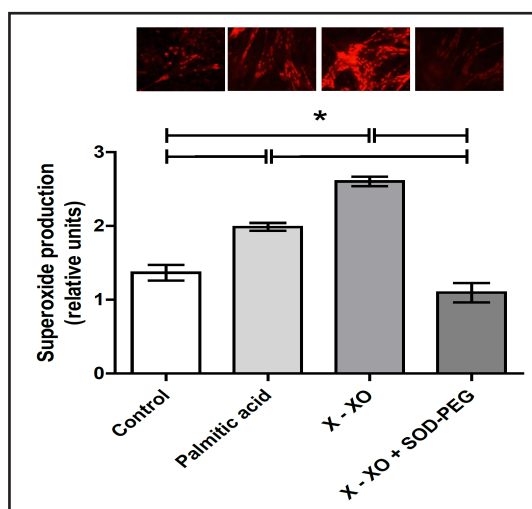 *
3
2
1
0
Superoxide production
(relative units)
Control
Palmitic acid
X - XO
X - XO + SOD-PEG